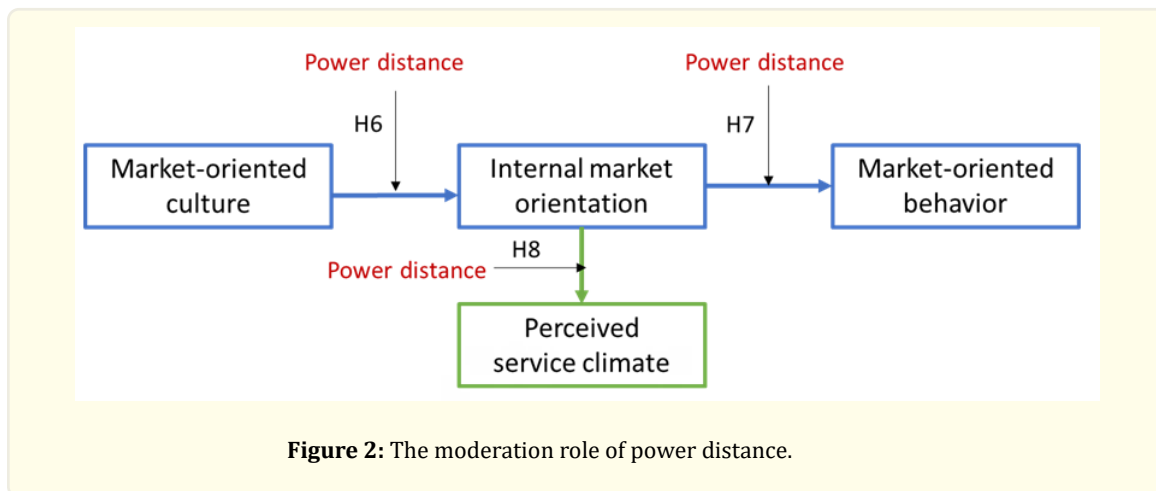 Power distance
Power distance
H6
H7
Market-oriented
culture
Internal market
orientation
Market-oriented
behavior
H8
Power distance
Perceived
service climate
Figure 2: The moderation role of power distance.